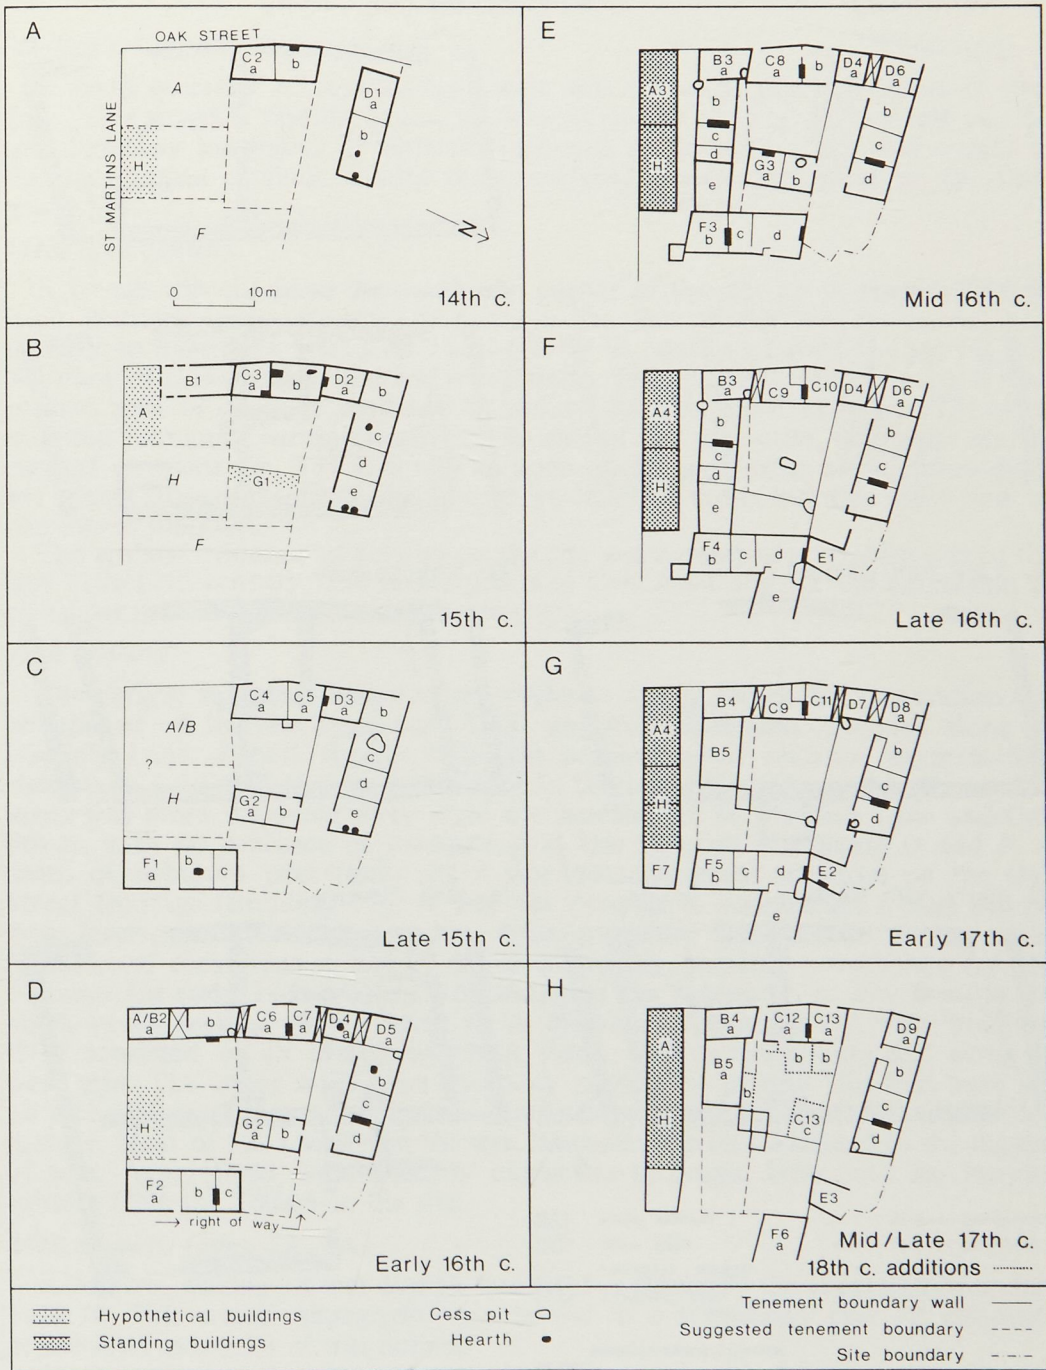 A
OAK STREET
ST MARTINS LANE
A
H
F
C2
a
b
D1
a
b
N
0 10m
14th c.
B
B1
C3
a
b
D2
a
b
A
c
d
e
H
G1
F
15th c.
C
A/B
?
H
C4
a
C5
a
D3
a
b
c
d
e
G2
a
b
F1
a
b
c
Late 15th c.
D
A/B2
a
b
C6
a
C7
a
D4
a
D5
a
b
c
d
H
G2
a
b
F2
a
b
c
right of way
Early 16th c.
E
A3
H
B3
a
b
c
d
e
C8
a
b
D4
a
D6
a
b
c
d
G3
a
b
F3
b
c
d
Mid 16th c.
F
A4
H
B3
a
b
c
d
e
C9
C10
D4
D6
a
b
c
d
F4
b
c
d
e
E1
Late 16th c.
G
A4
H
F7
B4
B5
C9
C11
D7
D8
a
b
c
d
F5
b
c
d
e
E2
Early 17th c.
H
A
H
B4
a
B5
a
b
C12
a
C13
a
b
b
C13
c
D9
a
b
c
d
E3
F6
a
Mid/Late 17th c.
18th c. additions
Hypothetical buildings
Standing buildings
Cess pit
Hearth
Tenement boundary wall
Suggested tenement boundary
Site boundary